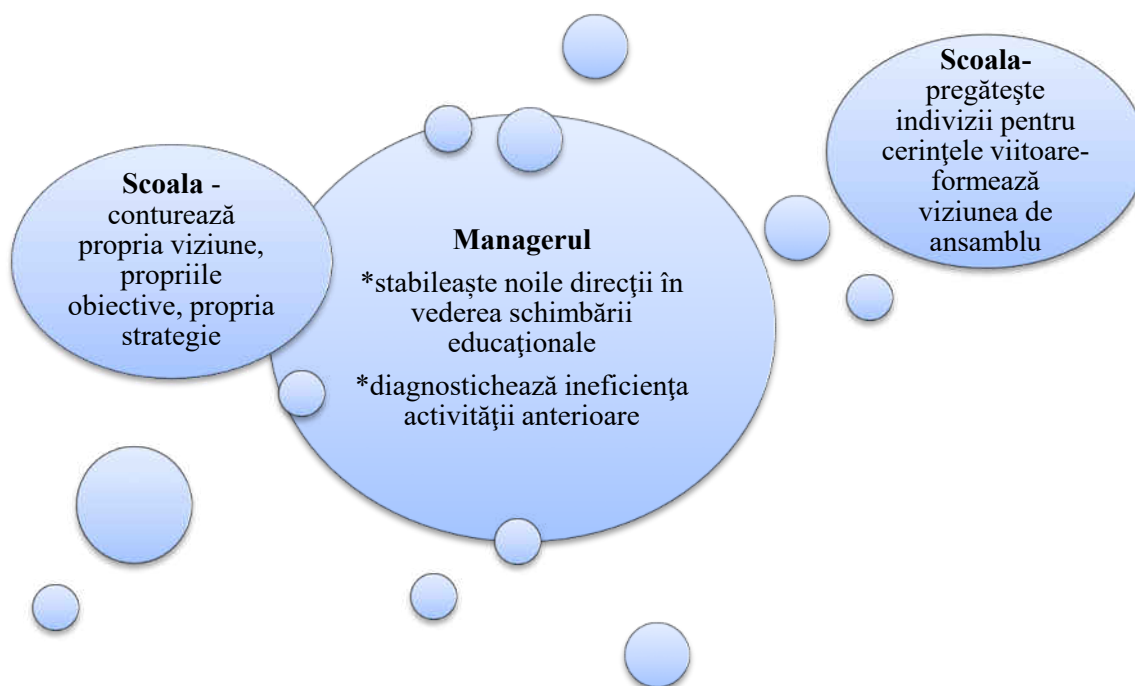 Scoala -
conturează
propria viziune,
propriile
obiective, propria
strategie
Managerul
*stabileaște noile direcţii în
vederea schimbării
educaţionale
*diagnostichează ineficienţa
activităţii anterioare
Scoala-
pregăteşte
indivizii pentru
cerinţele viitoare-
formează
viziunea de
ansamblu